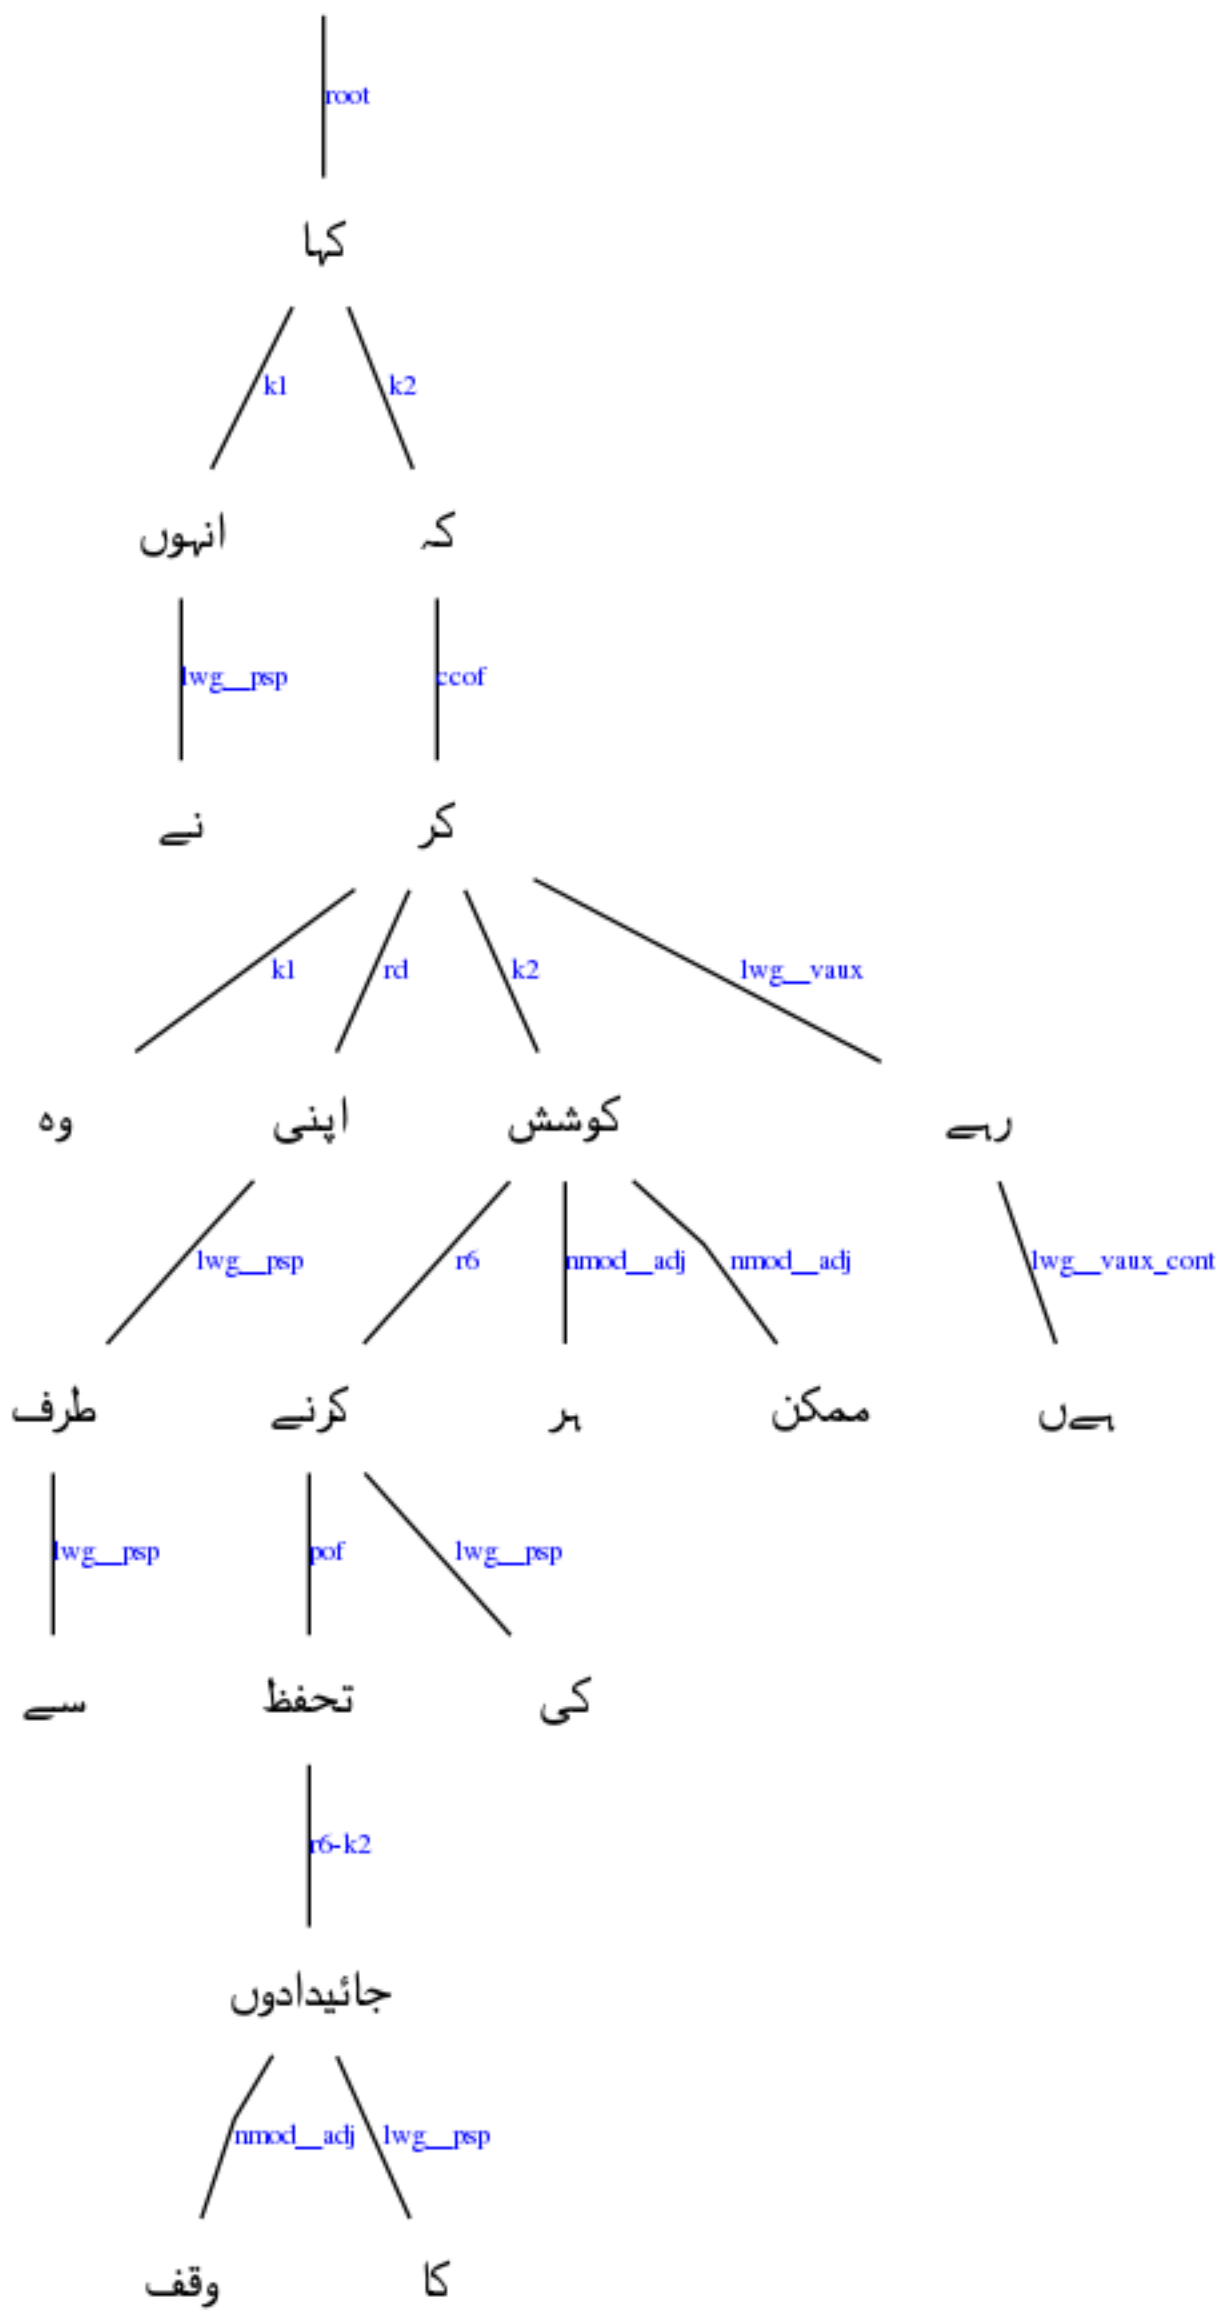 root
کہا
k1 k2
انہوں کہ
lwg__psp ccof
نے کر
k1 rd k2 lwg__vaux
وہ اپنی کوشش رہے
lwg__psp r6 nmod__adj nmod__adj lwg__vaux_cont
طرف کرنے ہر ممکن ہےں
lwg__psp pof lwg__psp
سے تحفظ کی
r6-k2
جائیدادوں
nmod__adj lwg__psp
وقف کا